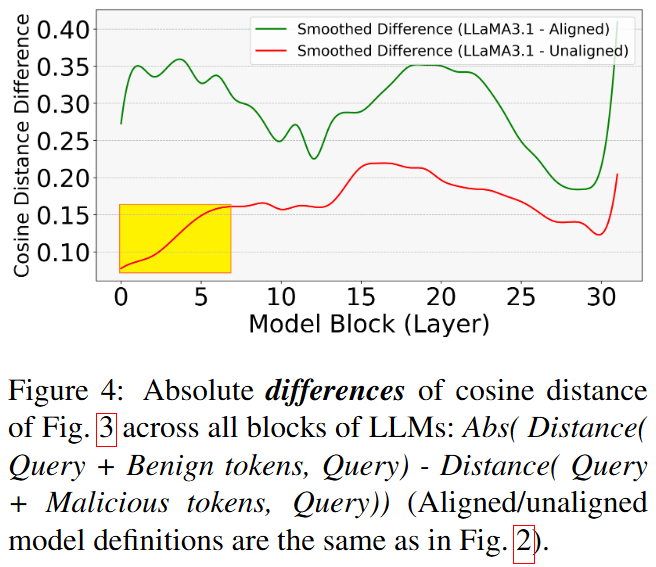 Smoothed Difference (LLaMA3.1 - Aligned)
Smoothed Difference (LLaMA3.1 - Unaligned)
Cosine Distance Difference
0.40
0.35
0.30
0.25
0.20
0.15
0.10
0 5 10 15 20 25 30
Model Block (Layer)
Figure 4: Absolute differences of cosine distance
of Fig. 3 across all blocks of LLMs: Abs( Distance(
Query + Benign tokens, Query) - Distance( Query
+ Malicious tokens, Query)) (Aligned/unaligned
model definitions are the same as in Fig. 2).